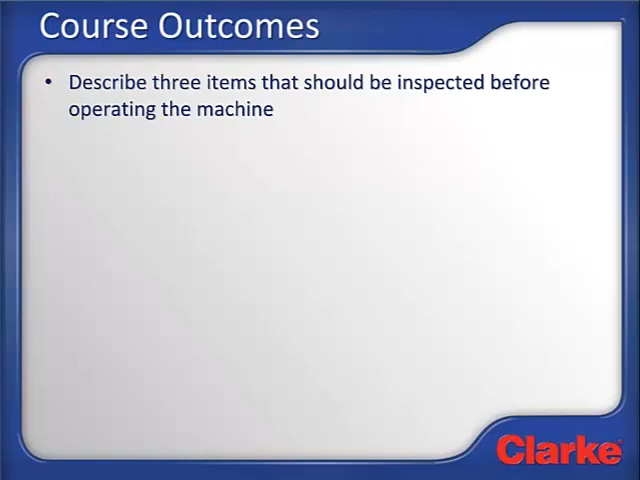 Course Outcomes
• Describe three items that should be inspected before
operating the machine
Clarke